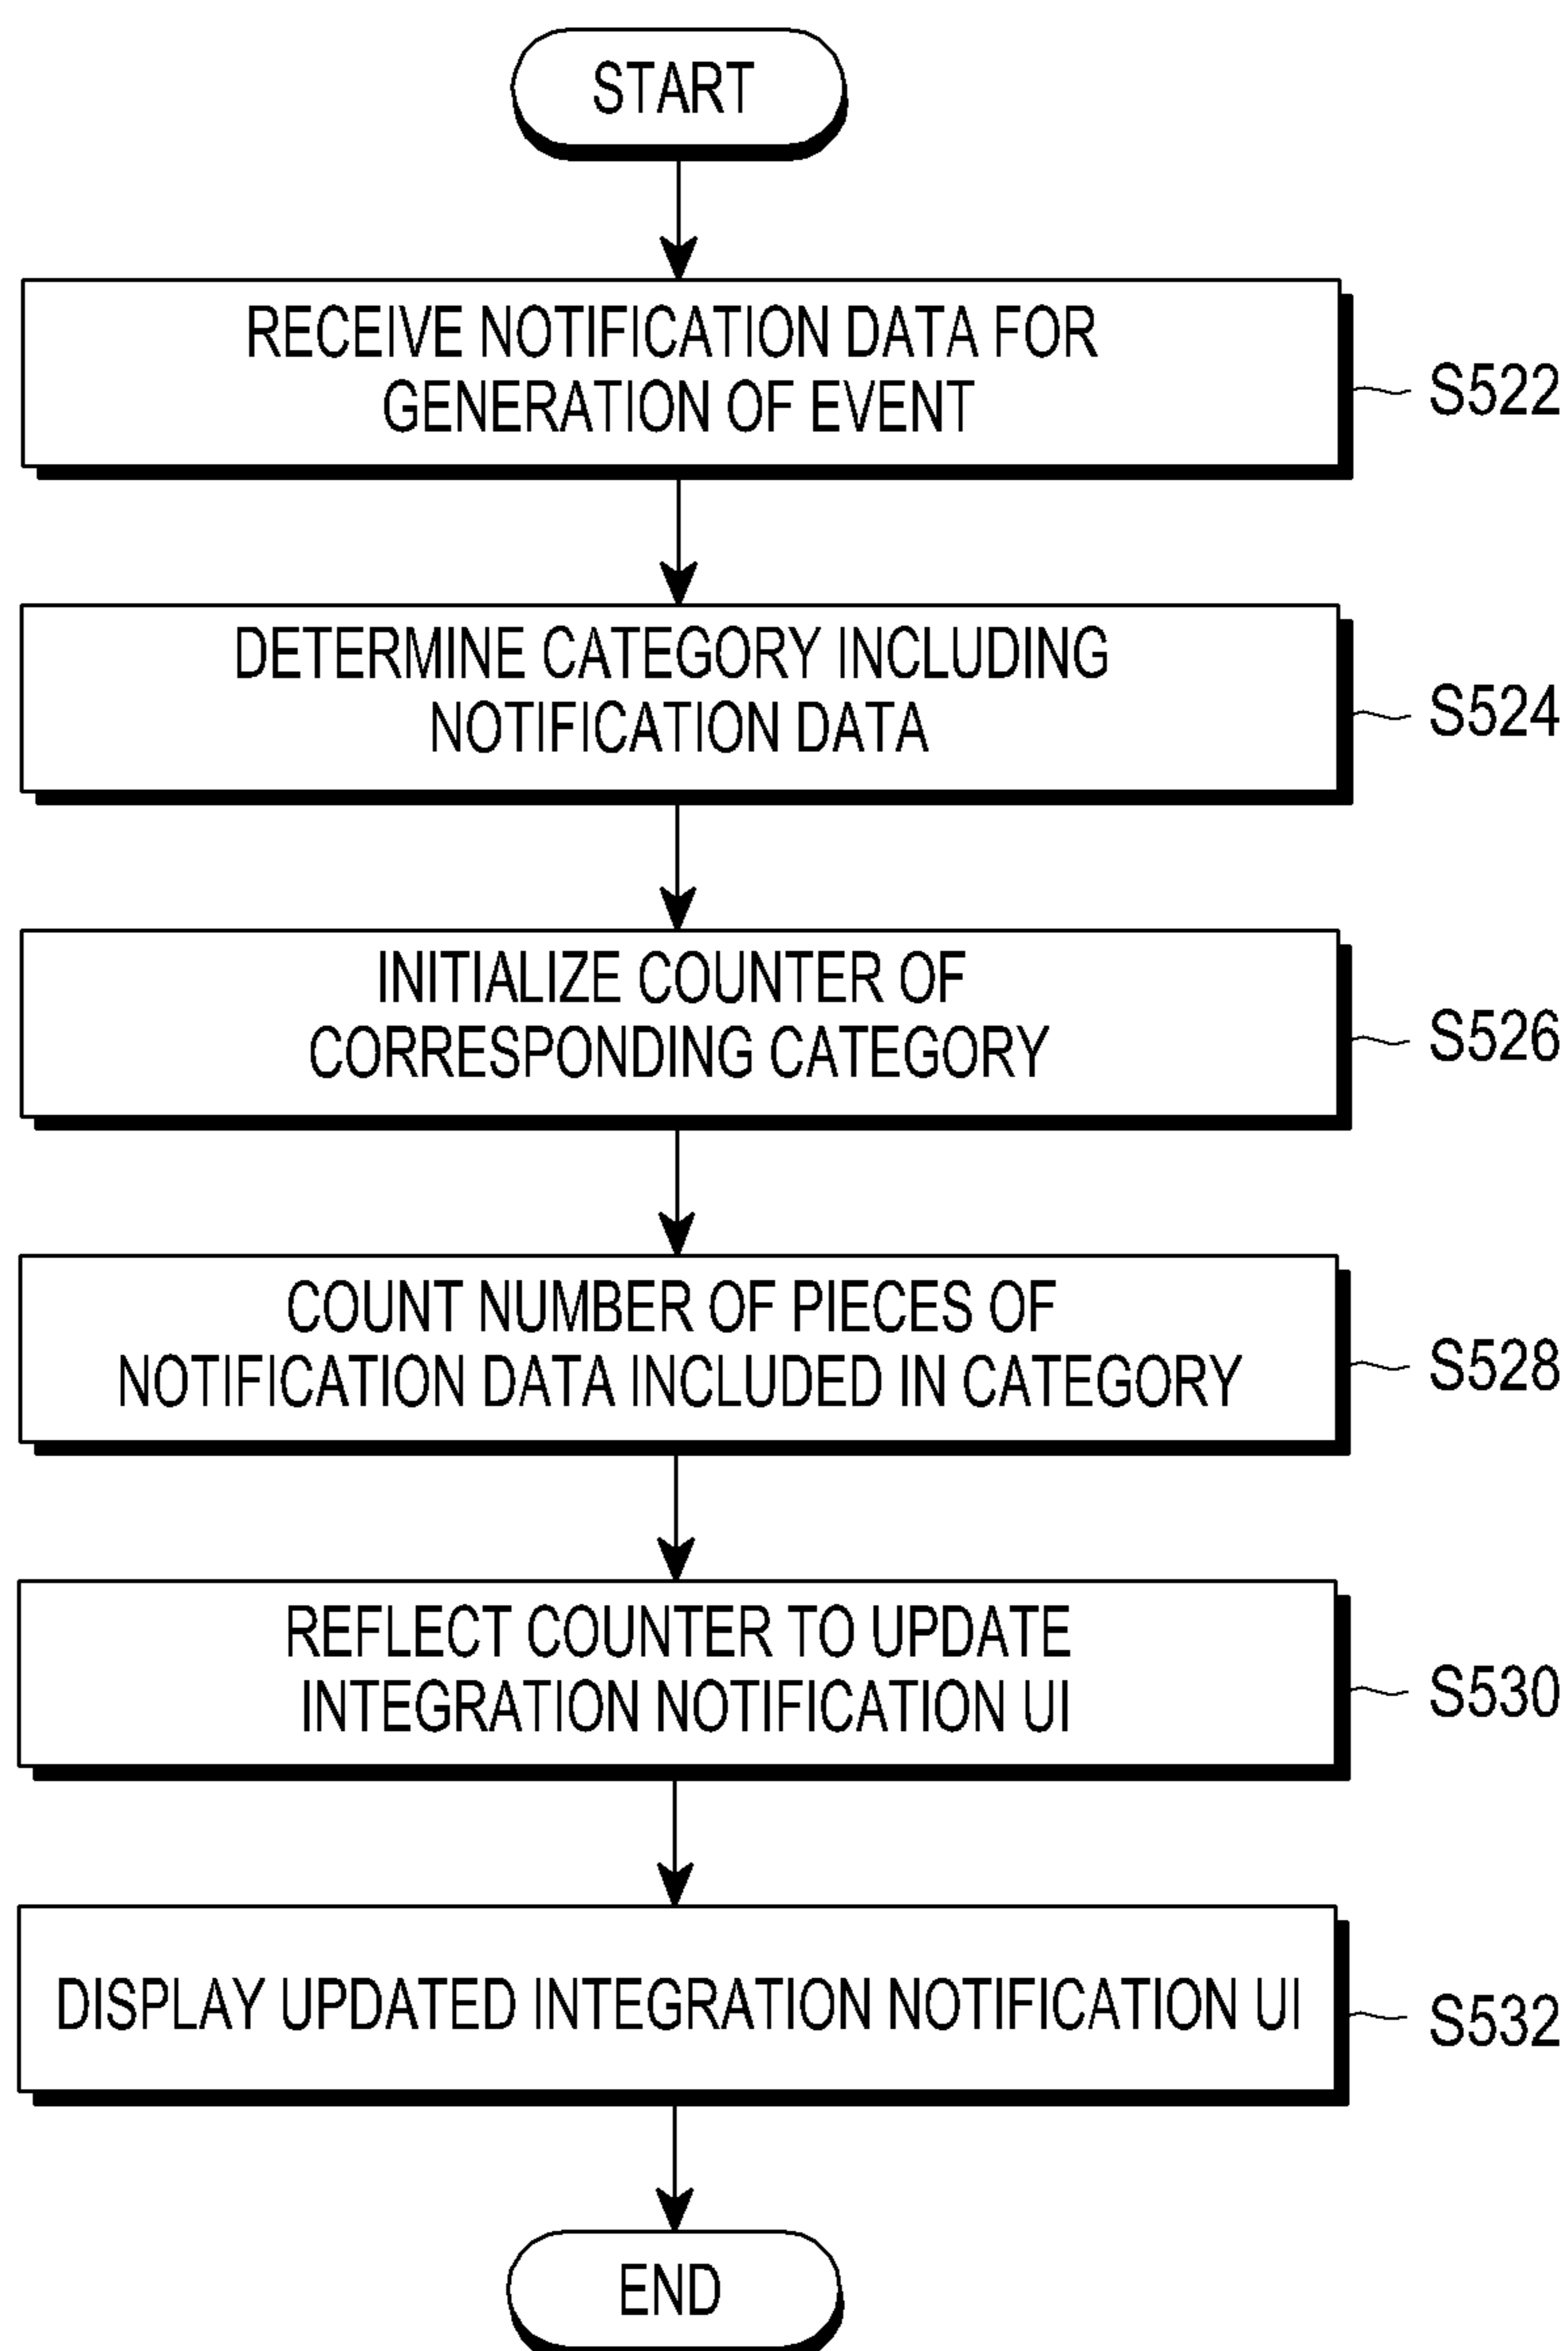 START
RECEIVE NOTIFICATION DATA FOR
GENERATION OF EVENT
S522
DETERMINE CATEGORY INCLUDING
NOTIFICATION DATA
S524
INITIALIZE COUNTER OF
CORRESPONDING CATEGORY
S526
COUNT NUMBER OF PIECES OF
NOTIFICATION DATA INCLUDED IN CATEGORY
S528
REFLECT COUNTER TO UPDATE
INTEGRATION NOTIFICATION UI
S530
DISPLAY UPDATED INTEGRATION NOTIFICATION UI
S532
END